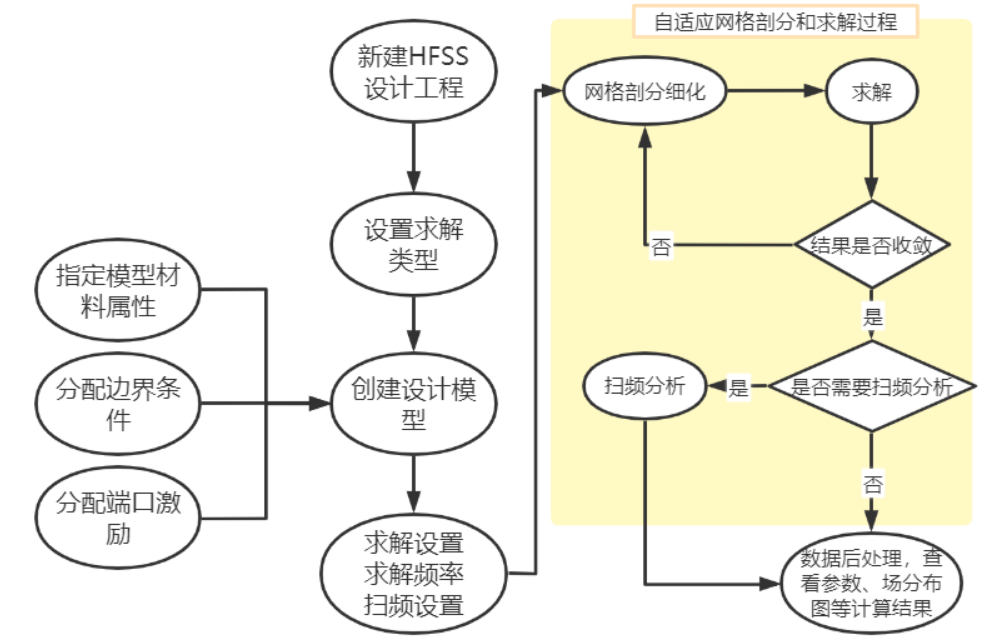 自适应网格剖分和求解过程
新建HFSS
设计工程
网格剖分细化
求解
设置求解
类型
否
结果是否收敛
指定模型材
料属性
是
创建设计模
型
扫频分析
是
是否需要扫频分析
分配边界条
件
否
分配端口激
励
求解设置
求解频率
扫频设置
数据后处理，查
看参数、场分布
图等计算结果